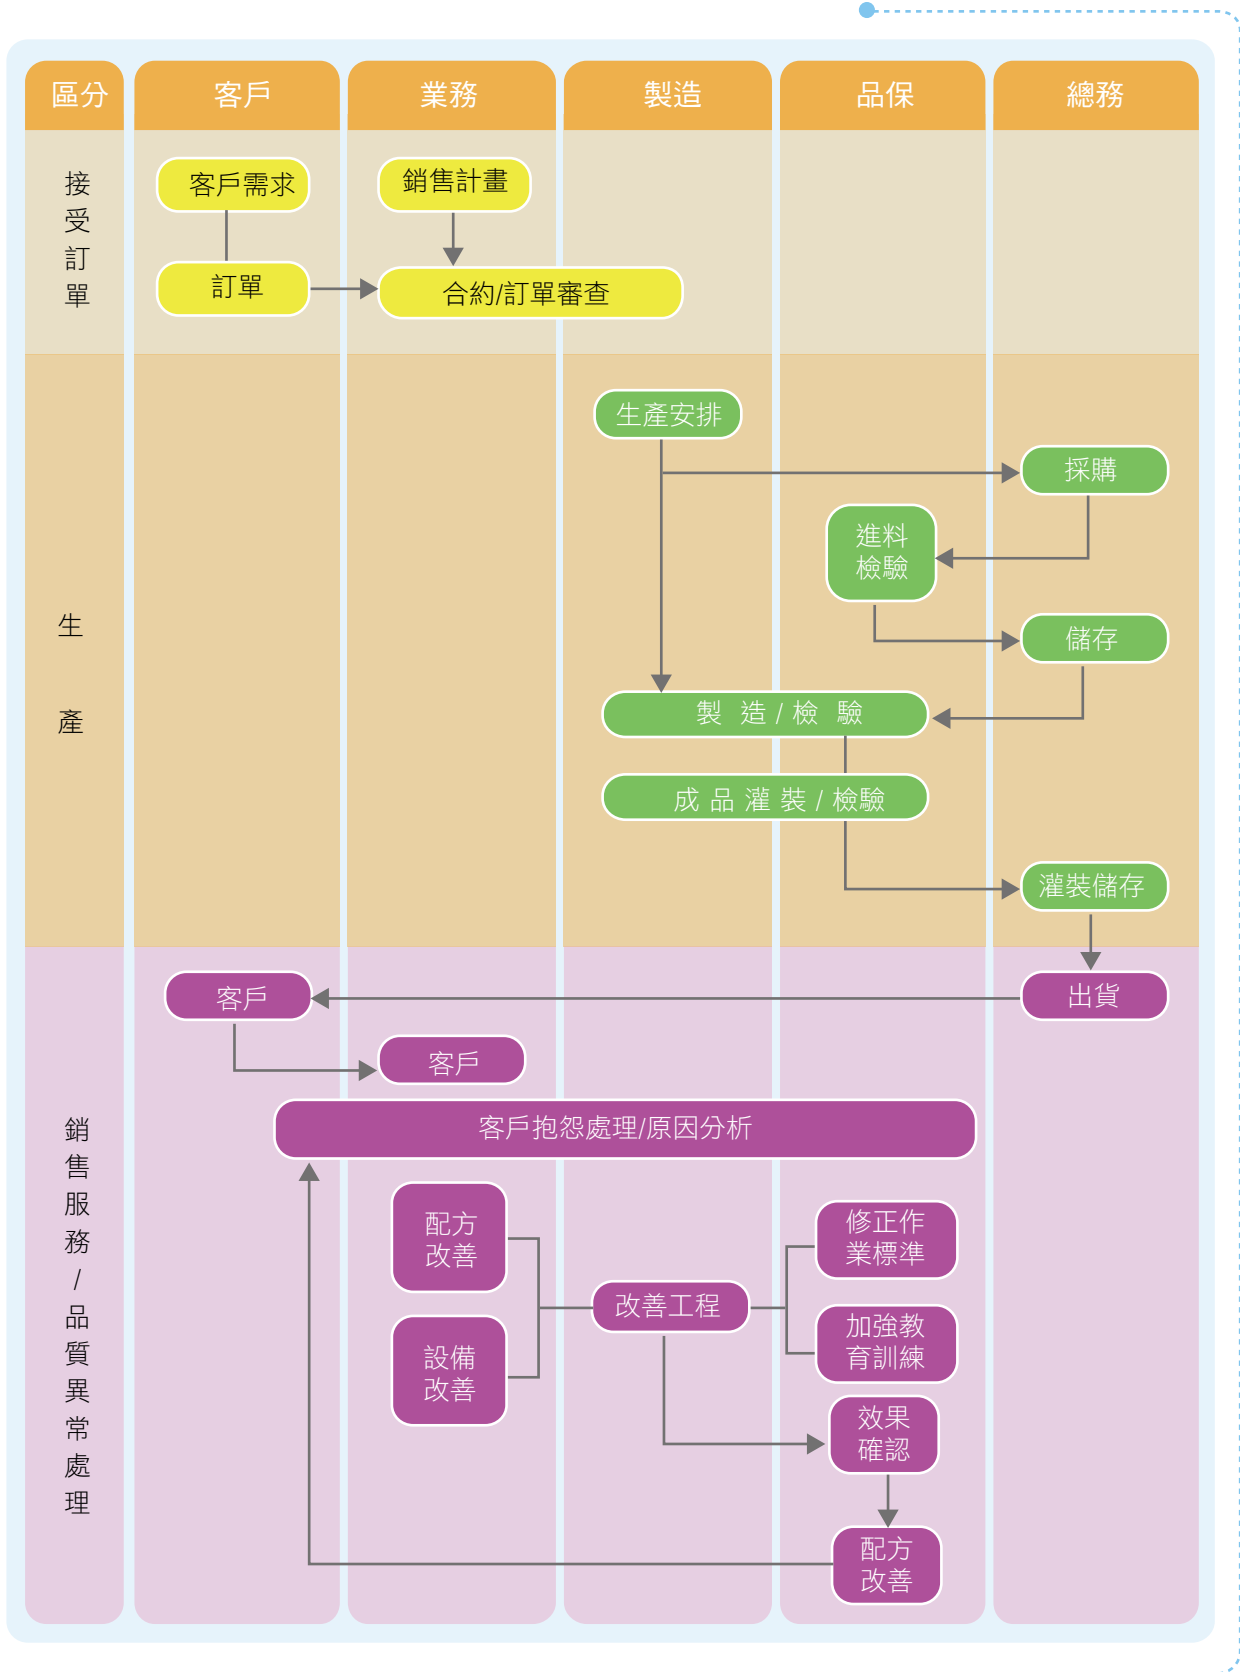 區分
客戶
業務
製造
品保
總務
接受訂單
客戶需求
銷售計畫
訂單
合約/訂單審查
生產
生產安排
採購
進料
檢驗
儲存
製 造 / 檢 驗
成 品 灌 裝 / 檢驗
灌裝儲存
銷售服務/品質異常處理
客戶
出貨
客戶
客戶抱怨處理/原因分析
配方
改善
設備
改善
改善工程
修正作
業標準
加強教
育訓練
效果
確認
配方
改善